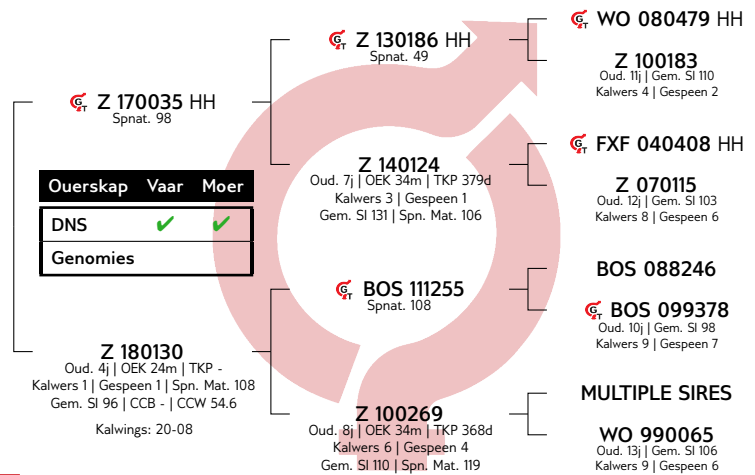 GT Z 170035 HH
Spnat. 98
Ouerskap Vaar Moer
DNS ✔ ✔
Genomies
Z 180130
Oud. 4j | OEK 24m | TKP -
Kalwers 1 | Gespeen 1 | Spn. Mat. 108
Gem. SI 96 | CCB - | CCW 54.6
Kalwings: 20-08
GT Z 130186 HH
Spnat. 49
Z 140124
Oud. 7j | OEK 34m | TKP 379d
Kalwers 3 | Gespeen 1
Gem. SI 131 | Spn. Mat. 106
GT BOS 111255
Spnat. 108
Z 100269
Oud. 8j | OEK 34m | TKP 368d
Kalwers 6 | Gespeen 4
Gem. SI 110 | Spn. Mat. 119
GT WO 080479 HH
Z 100183
Oud. 11j | Gem. SI 110
Kalwers 4 | Gespeen 2
GT FXF 040408 HH
Z 070115
Oud. 12j | Gem. SI 103
Kalwers 8 | Gespeen 6
BOS 088246
GT BOS 099378
Oud. 10j | Gem. SI 98
Kalwers 9 | Gespeen 7
MULTIPLE SIRES
WO 990065
Oud. 13j | Gem. SI 106
Kalwers 9 | Gespeen 6